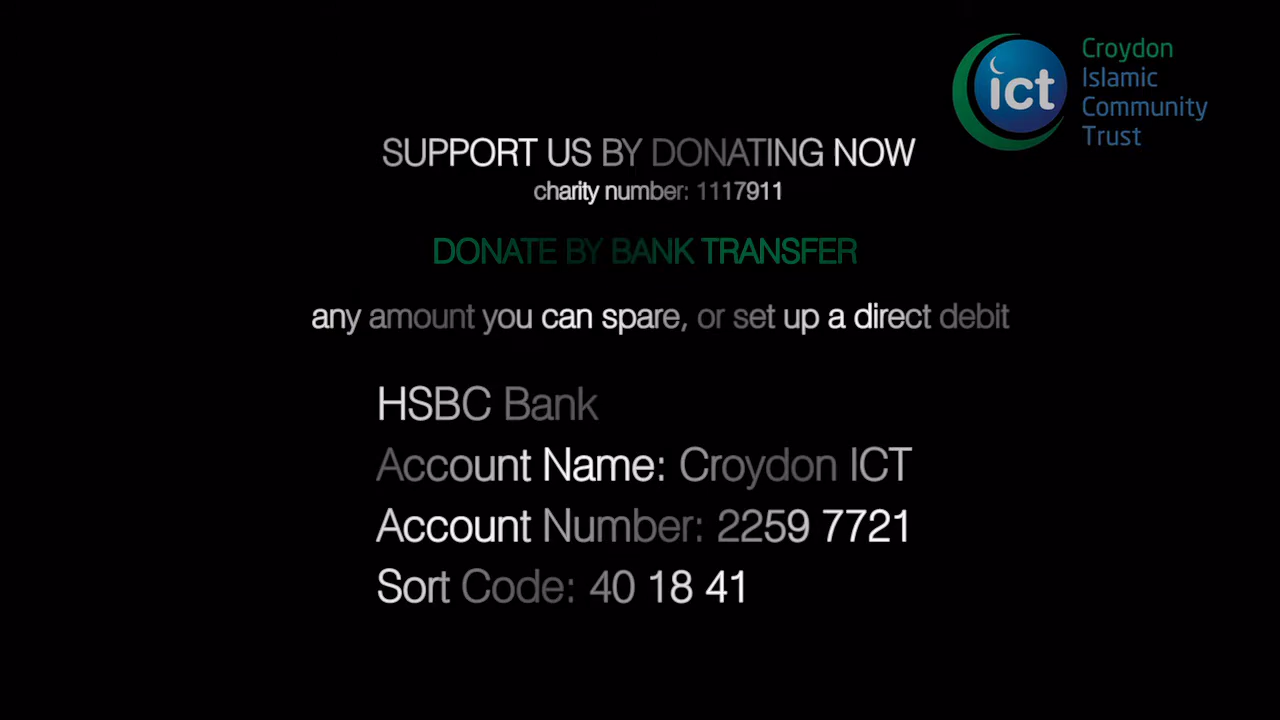 ict
Croydon
Islamic
Community
Trust
SUPPORT US BY DONATING NOW
charity number: 1117911
DONATE BY BANK TRANSFER
any amount you can spare, or set up a direct debit
HSBC Bank
Account Name: Croydon ICT
Account Number: 2259 7721
Sort Code: 40 18 41